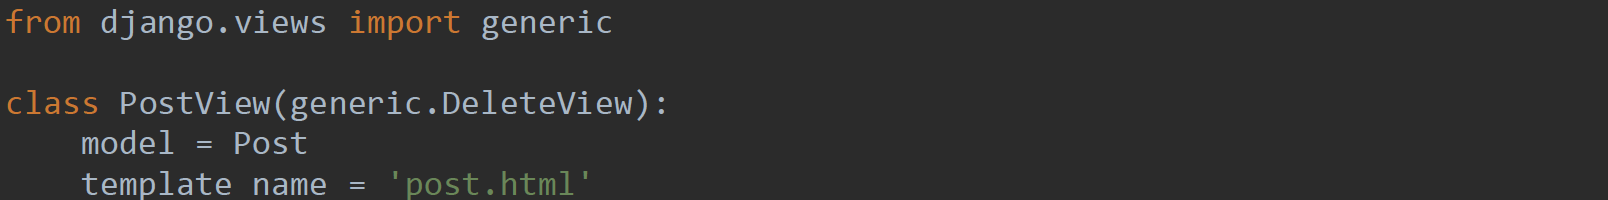 from django.views import generic
class PostView(generic.DeleteView):
    model = Post
    template_name = 'post.html'